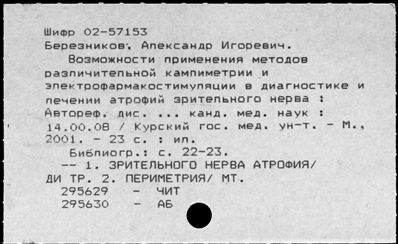 Шифр 02-57153
Березников, Александр Игоревич.
Возможности применения методов
различительной кампиметрии и
электрофармакостимуляции в диагностике и
лечении атрофий зрительного нерва :
Автореф. дис. ... канд. мед. наук :
14.00.08 / Курский гос. мед. ун-т. - М.,
2001. - 23 с. : ил.
Библиогр.: с. 22-23.
-- 1. ЗРИТЕЛЬНОГО НЕРВА АТРОФИЯ/
ДИ ТР. 2. ПЕРИМЕТРИЯ/ МТ.
295629 - ЧИТ
295630 - АБ